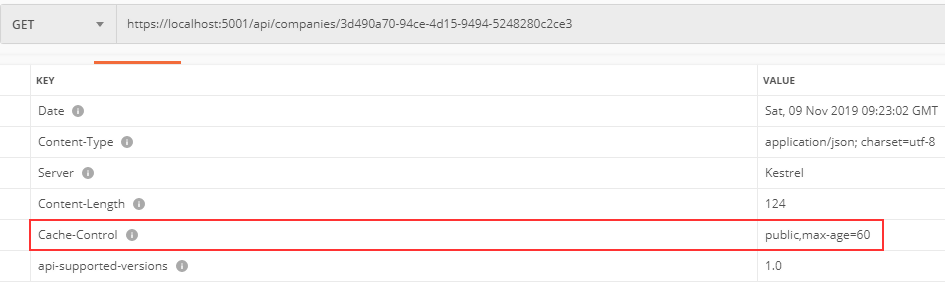 GET https://localhost:5001/api/companies/3d490a70-94ce-4d15-9494-5248280c2ce3
KEY VALUE
Date Sat, 09 Nov 2019 09:23:02 GMT
Content-Type application/json; charset=utf-8
Server Kestrel
Content-Length 124
Cache-Control public,max-age=60
api-supported-versions 1.0